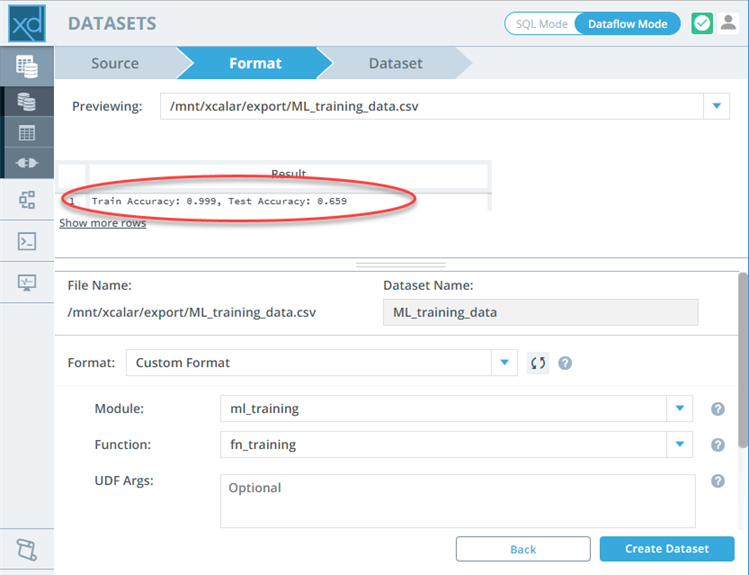 xd DATASETS SQL Mode Dataflow Mode
Source Format Dataset
Previewing: /mnt/xcalar/export/ML_training_data.csv
Result
1 Train Accuracy: 0.999, Test Accuracy: 0.659
Show more rows
File Name: Dataset Name:
/mnt/xcalar/export/ML_training_data.csv ML_training_data
Format: Custom Format ?
Module: ml_training ?
Function: fn_training ?
UDF Args: Optional ?
Back Create Dataset